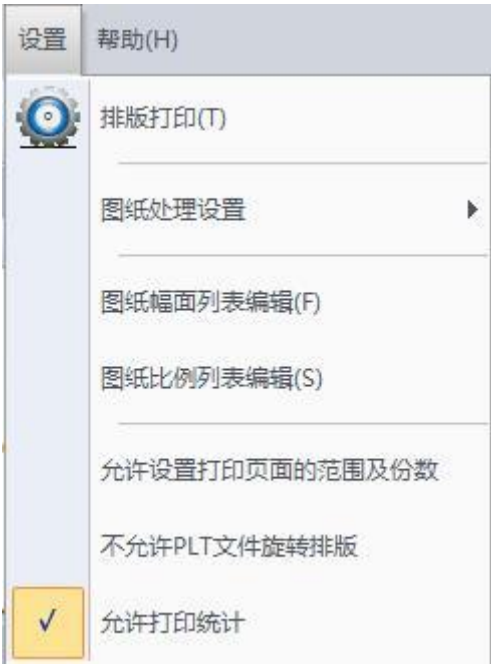 设置 帮助(H)
排版打印(T)
图纸处理设置
图纸幅面列表编辑(F)
图纸比例列表编辑(S)
允许设置打印页面的范围及份数
不允许PLT文件旋转排版
允许打印统计